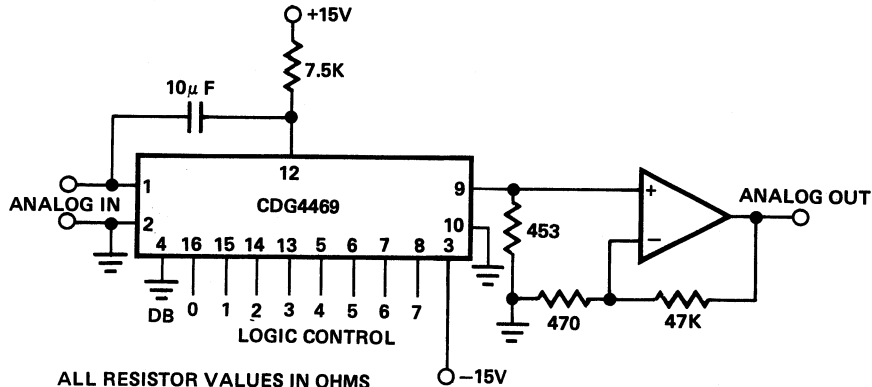 +15V
7.5K
10μ F
12
1
ANALOG IN
2
CDG4469
9
10
4 16 15 14 13 5 6 7 8 3
DB 0 1 2 3 4 5 6 7
LOGIC CONTROL
453
+
−
ANALOG OUT
470
47K
−15V
ALL RESISTOR VALUES IN OHMS